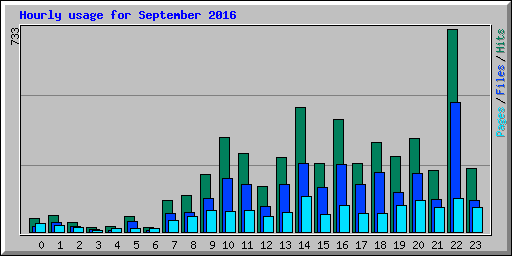 Hourly usage for September 2016
733
Pages / Files / Hits
0 1 2 3 4 5 6 7 8 9 10 11 12 13 14 15 16 17 18 19 20 21 22 23